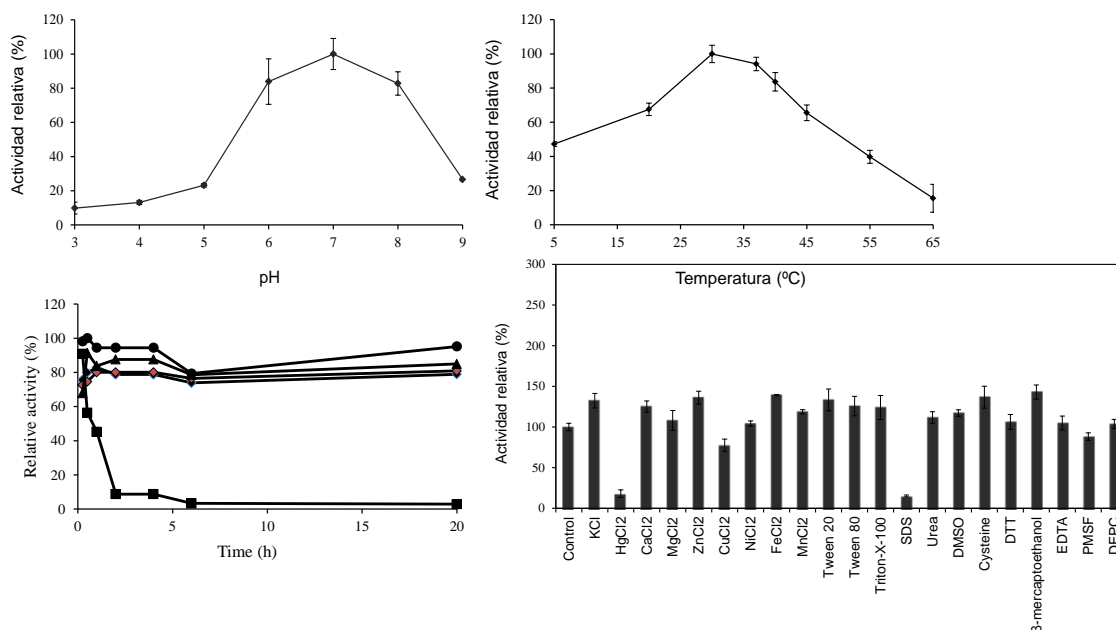 Actividad relativa (%)
120
100
80
60
40
20
0
3 4 5 6 7 8 9
pH
Actividad relativa (%)
120
100
80
60
40
20
0
5 15 25 35 45 55 65
Temperatura (ºC)
Relative activity (%)
120
100
80
60
40
20
0
0 5 10 15 20
Time (h)
Actividad relativa (%)
300
250
200
150
100
50
0
Control
KCl
HgCl2
CaCl2
MgCl2
ZnCl2
CuCl2
NiCl2
FeCl2
MnCl2
Tween 20
Tween 80
Triton-X-100
SDS
Urea
DMSO
Cysteine
DTT
β-mercaptoethanol
EDTA
PMSF
DEPC